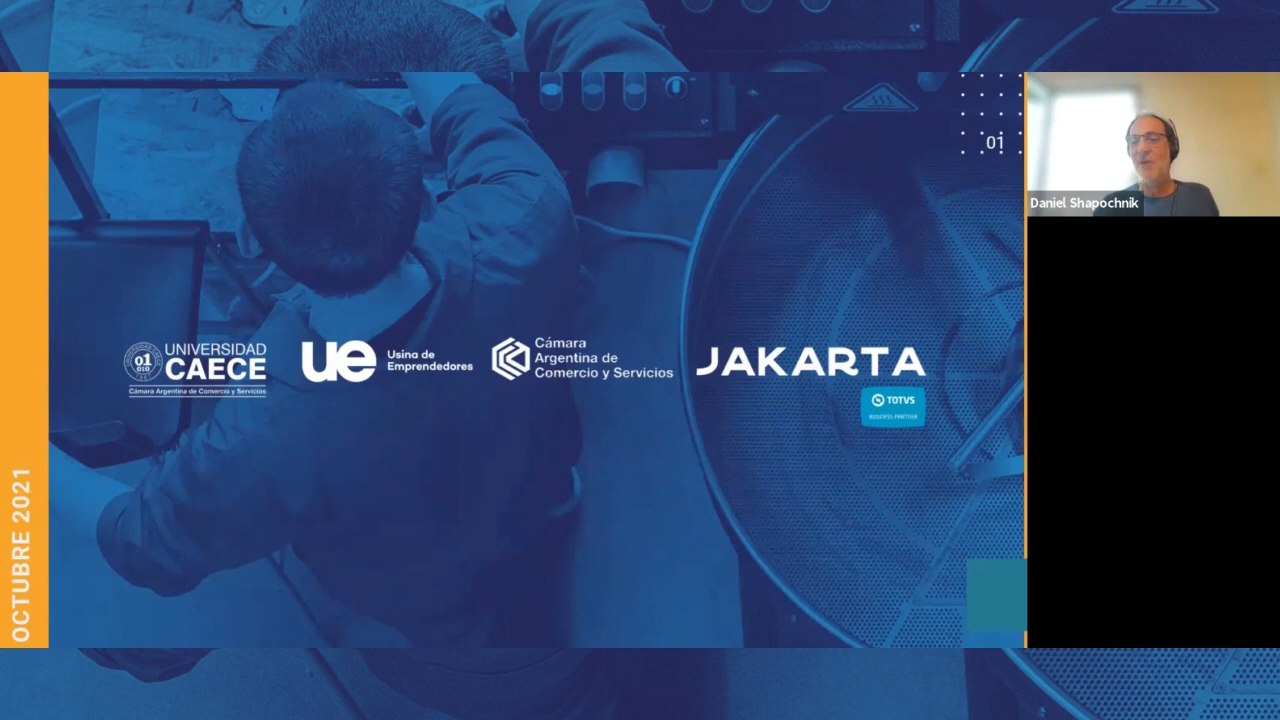 01
Daniel Shapochnik
UNIVERSIDAD
CAECE
Cámara Argentina de Comercio y Servicios
01
010
ue
Usina de
Emprendedores
Cámara
Argentina de
Comercio y Servicios
JAKARTA
TOTVS
BUSINESS PARTNER
OCTUBRE 2021